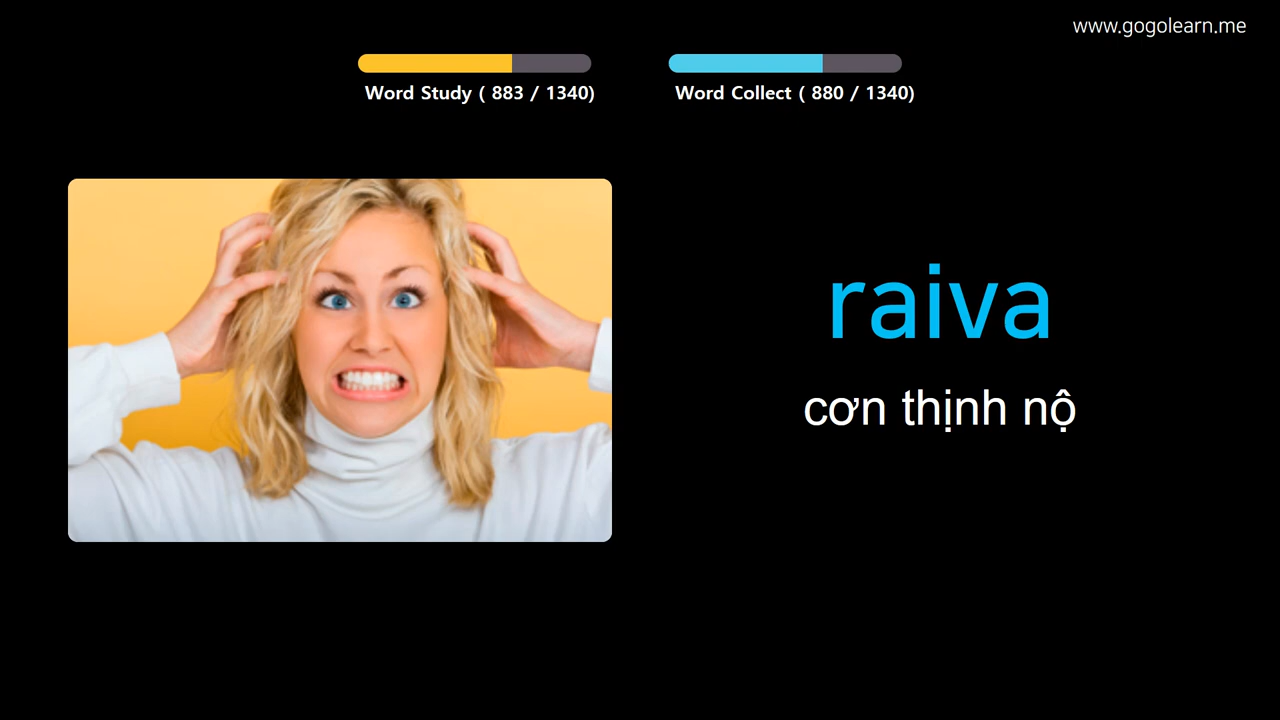 www.gogolearn.me
Word Study ( 883 / 1340)
Word Collect ( 880 / 1340)
raiva
cơn thịnh nộ